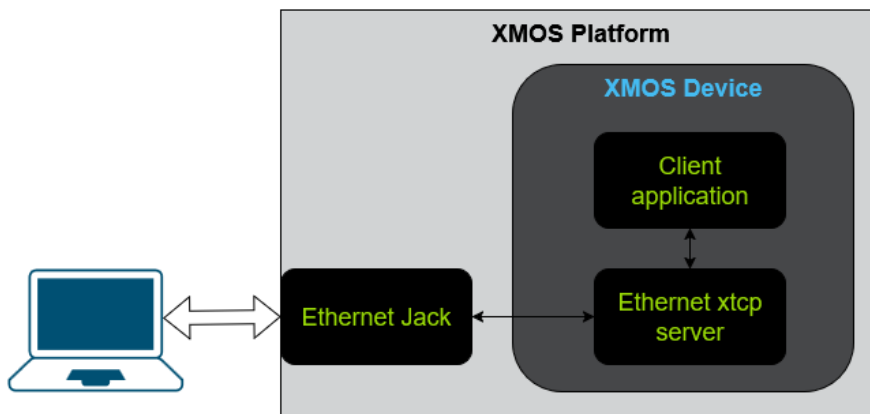 XMOS Platform
XMOS Device
Client
application
Ethernet Jack
Ethernet xtcp
server